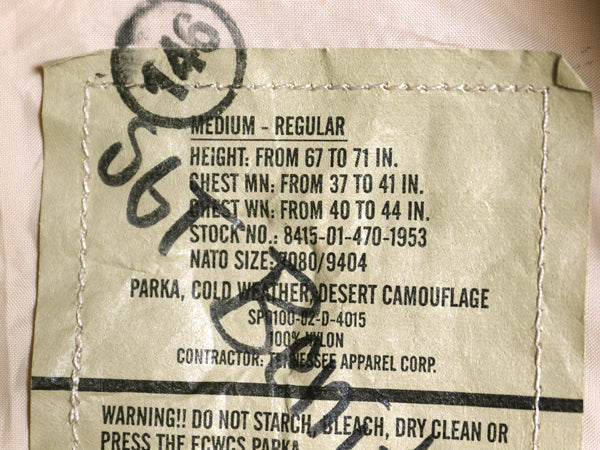 146
SGT
MEDIUM - REGULAR
HEIGHT: FROM 67 TO 71 IN.
CHEST MN: FROM 37 TO 41 IN.
CHEST WN: FROM 40 TO 44 IN.
STOCK NO.: 8415-01-470-1953
NATO SIZE: 7080/9404
PARKA, COLD WEATHER, DESERT CAMOUFLAGE
SP0100-02-D-4015
100% NYLON
CONTRACTOR: TENNESSEE APPAREL CORP.
WARNING!! DO NOT STARCH, BLEACH, DRY CLEAN OR
PRESS THE ECWCS PARKA